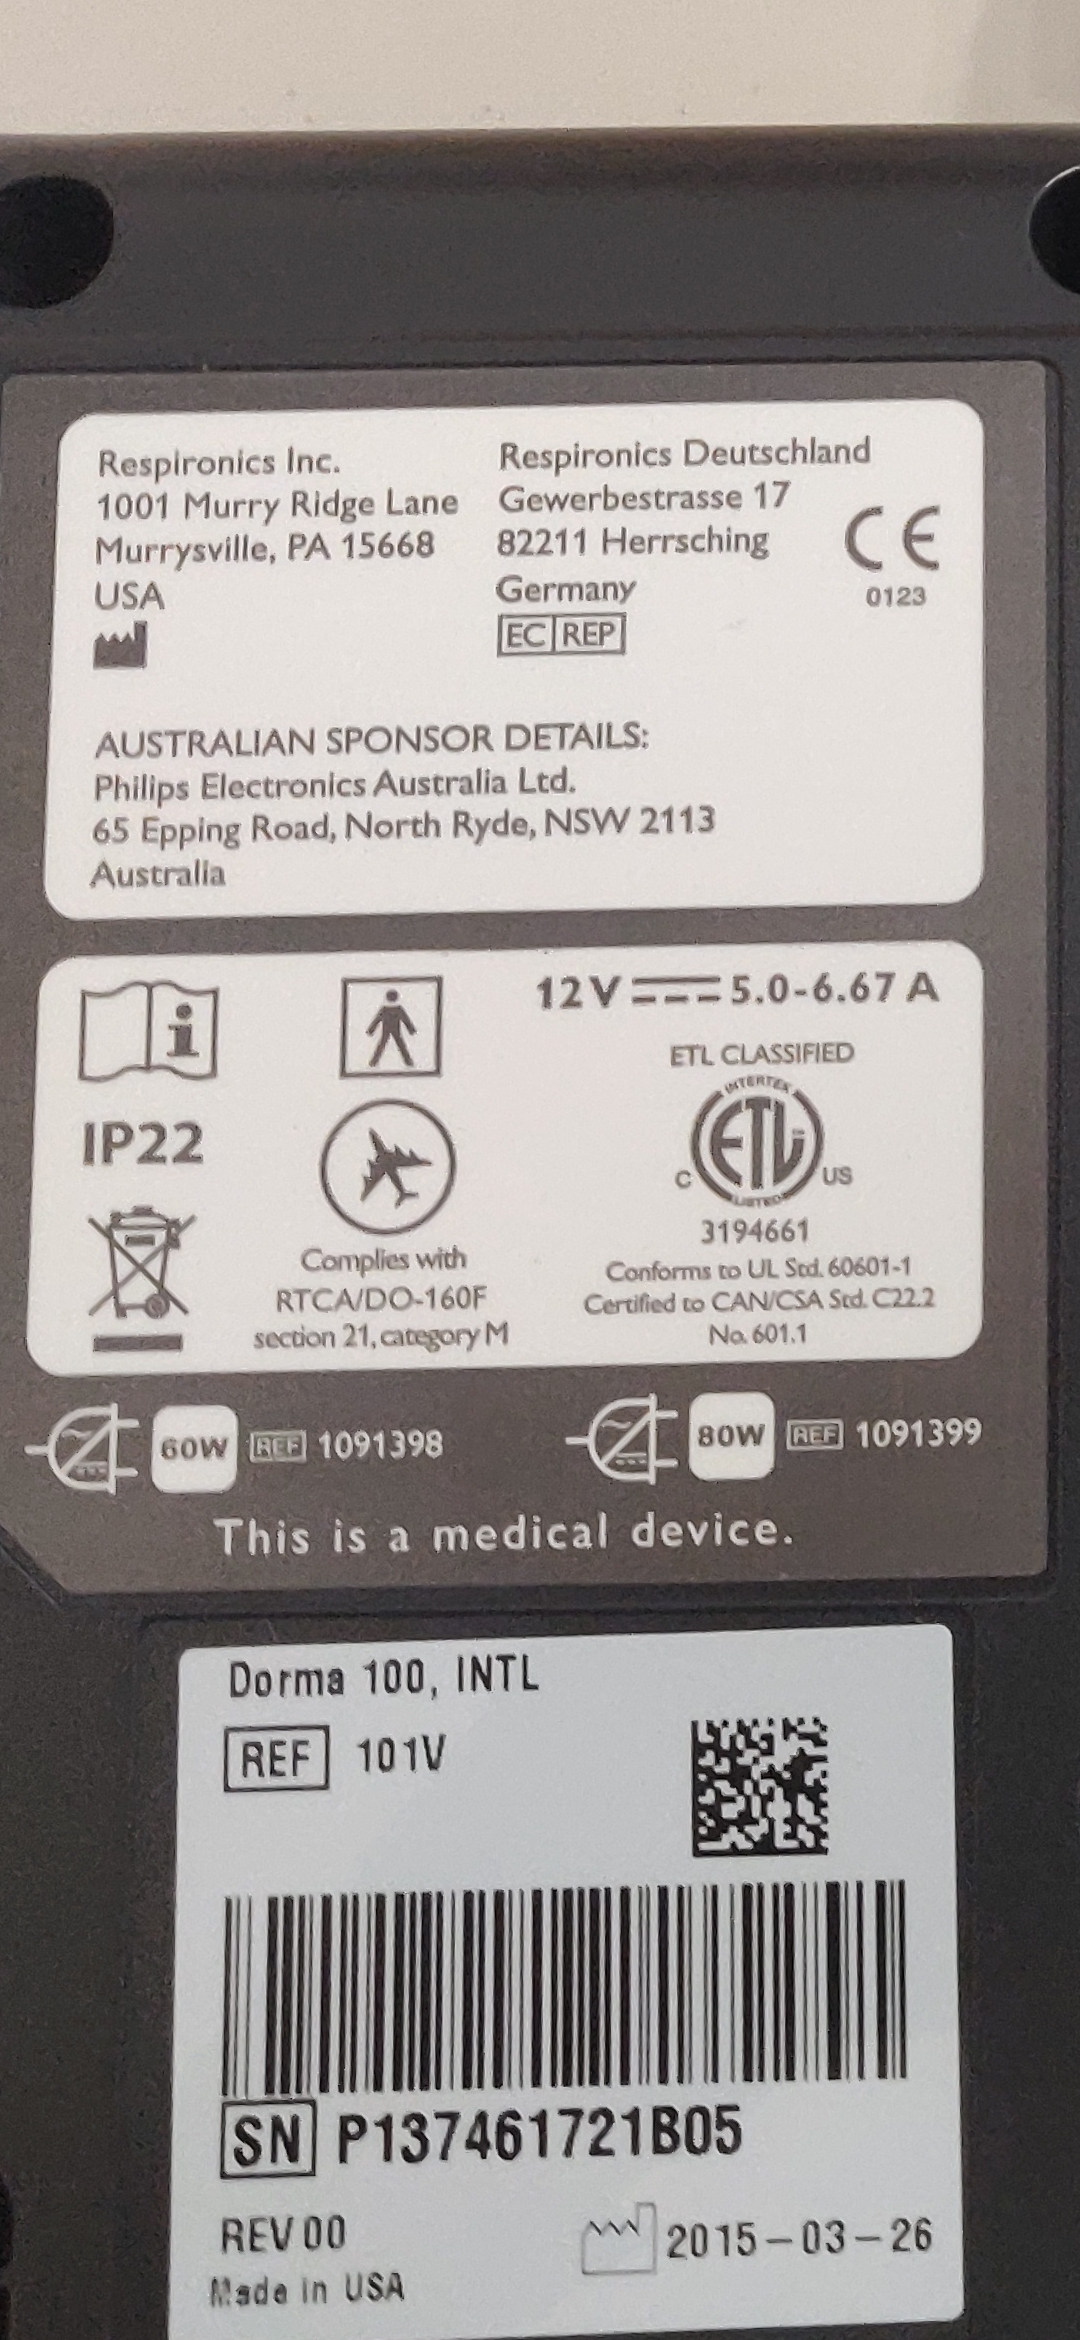 Respironics Inc.
1001 Murry Ridge Lane
Murrysville, PA 15668
USA
Respironics Deutschland
Gewerbestrasse 17
82211 Herrsching
Germany
EC REP
CE
0123
AUSTRALIAN SPONSOR DETAILS:
Philips Electronics Australia Ltd.
65 Epping Road, North Ryde, NSW 2113
Australia
i
IP22
Complies with
RTCA/DO-160F
section 21, category M
12V 5.0-6.67 A
ETL CLASSIFIED
INTERTEK
C ETL US
LISTED
3194661
Conforms to UL Std. 60601-1
Certified to CAN/CSA Std. C22.2
No. 601.1
60W REF 1091398
80W REF 1091399
This is a medical device.
Dorma 100, INTL
REF 101V
SN P137461721B05
REV 00
2015-03-26
Made in USA